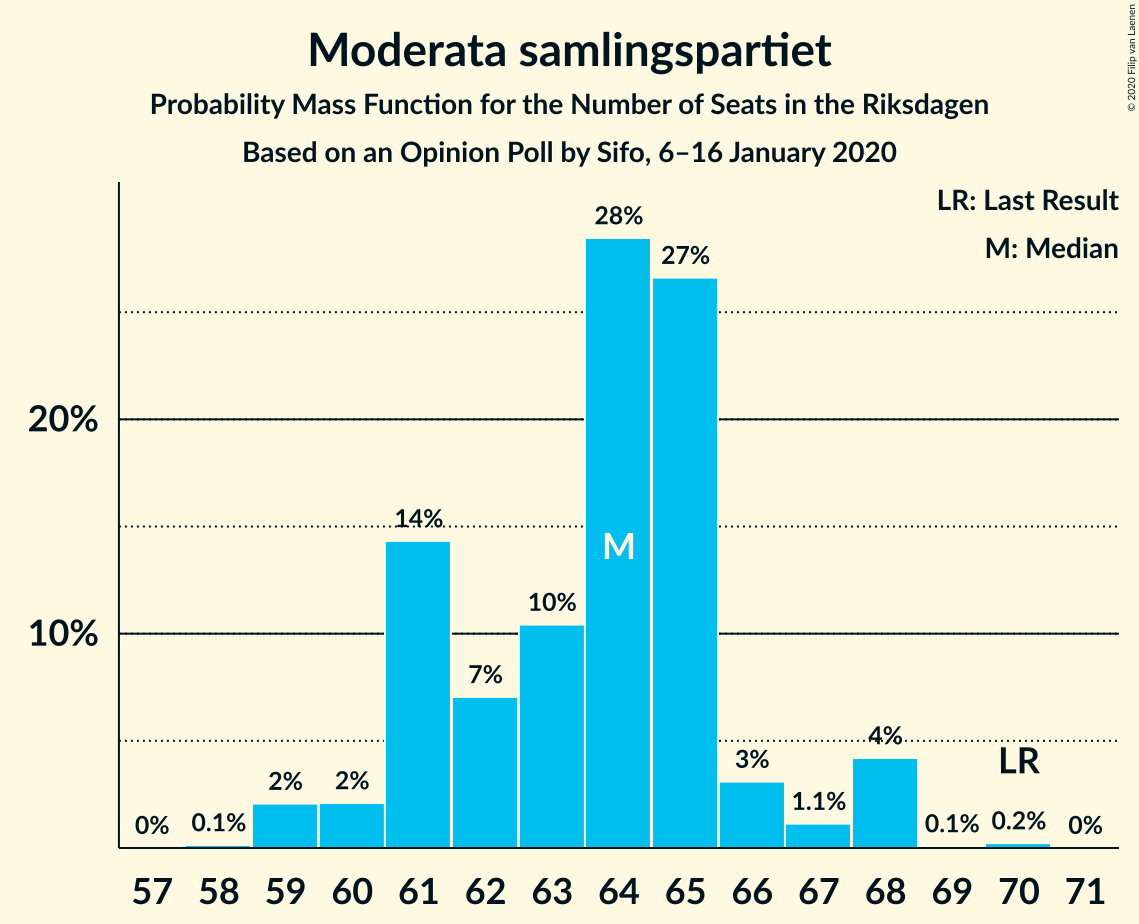 Moderata samlingspartiet
Probability Mass Function for the Number of Seats in the Riksdagen
Based on an Opinion Poll by Sifo, 6–16 January 2020
© 2020 Filip van Laenen
LR: Last Result
M: Median
28%
27%
20%
14%
M
10%
10%
7%
4%
3%
LR
2%
2%
1.1%
0%
0.1%
0.1%
0.2%
0%
57 58 59 60 61 62 63 64 65 66 67 68 69 70 71